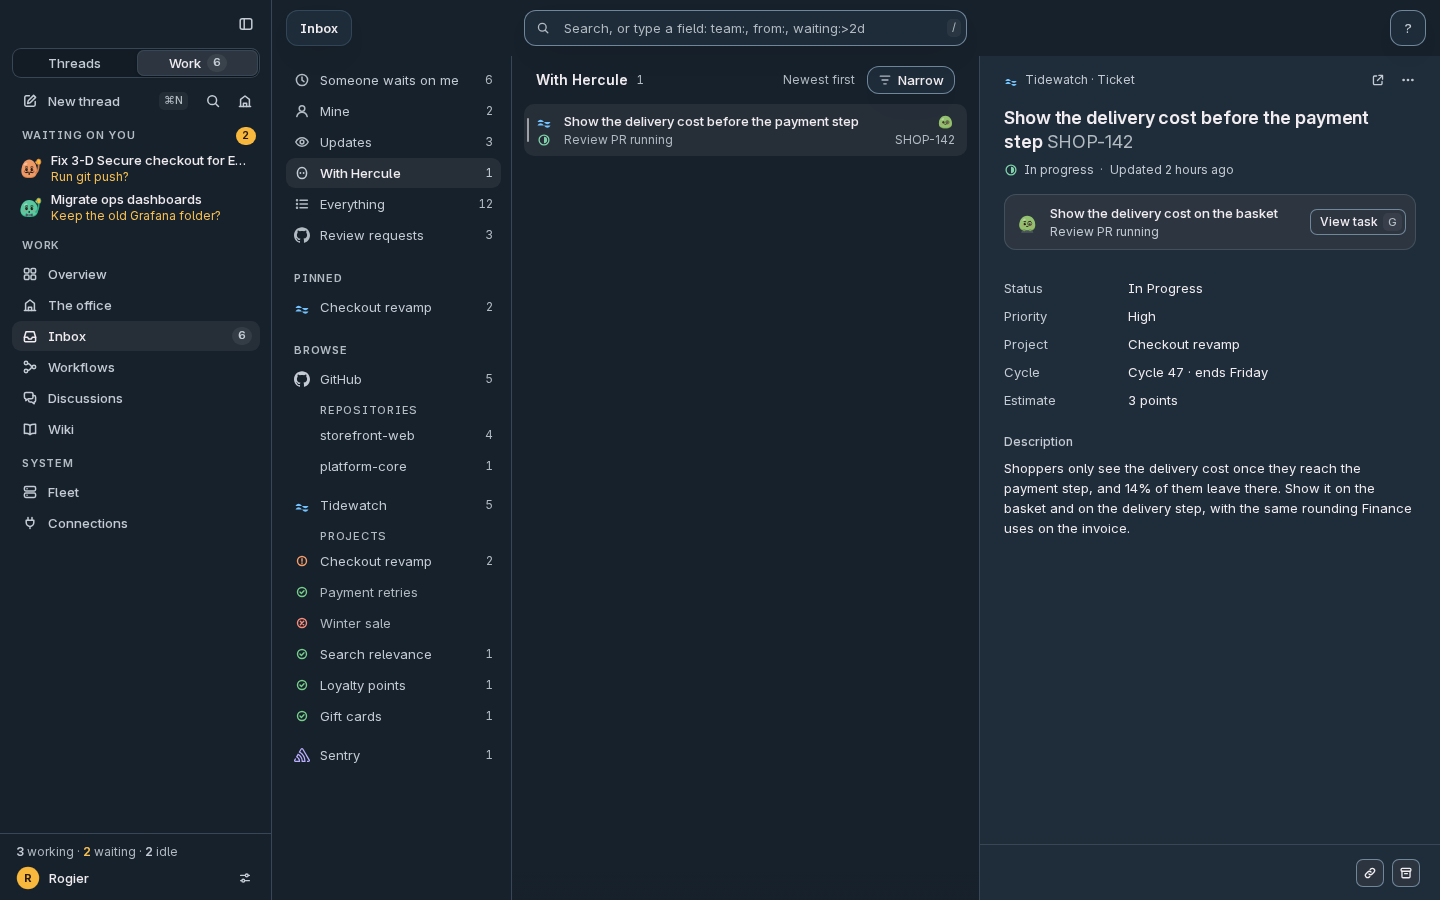 Threads
Work 6
New thread ⌘N
WAITING ON YOU 2
Fix 3-D Secure checkout for E…
Run git push?
Migrate ops dashboards
Keep the old Grafana folder?
WORK
Overview
The office
Inbox 6
Workflows
Discussions
Wiki
SYSTEM
Fleet
Connections
3 working · 2 waiting · 2 idle
R Rogier
Inbox
Someone waits on me 6
Mine 2
Updates 3
With Hercule 1
Everything 12
Review requests 3
PINNED
Checkout revamp 2
BROWSE
GitHub 5
REPOSITORIES
storefront-web 4
platform-core 1
Tidewatch 5
PROJECTS
Checkout revamp 2
Payment retries
Winter sale
Search relevance 1
Loyalty points 1
Gift cards 1
Sentry 1
Search, or type a field: team:, from:, waiting:>2d /
With Hercule 1 Newest first Narrow
Show the delivery cost before the payment step
Review PR running SHOP-142
?
Tidewatch · Ticket
Show the delivery cost before the payment
step SHOP-142
In progress · Updated 2 hours ago
Show the delivery cost on the basket
Review PR running
View task G
Status In Progress
Priority High
Project Checkout revamp
Cycle Cycle 47 · ends Friday
Estimate 3 points
Description
Shoppers only see the delivery cost once they reach the
payment step, and 14% of them leave there. Show it on the
basket and on the delivery step, with the same rounding Finance
uses on the invoice.